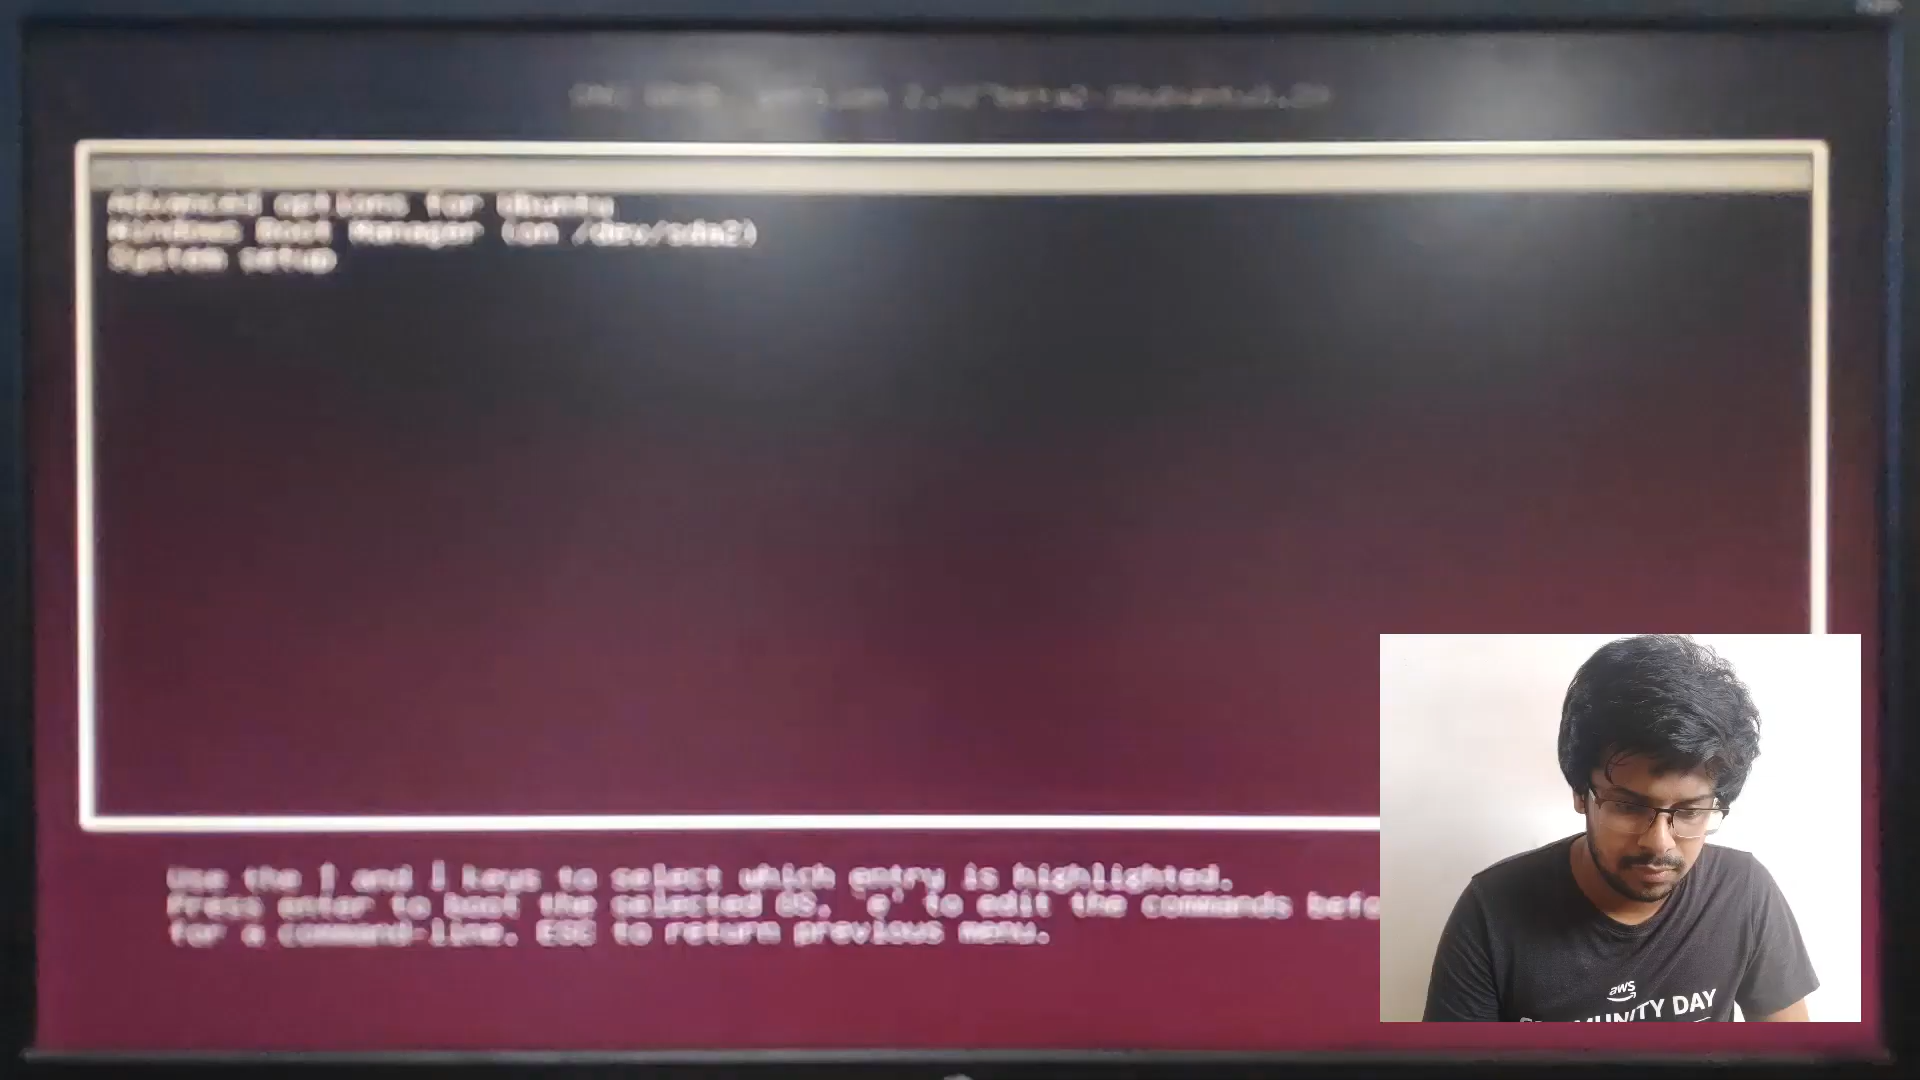 Advanced options for Ubuntu
Windows Boot Manager (on /dev/sda2)
System setup
Use the ↑ and ↓ keys to select which entry is highlighted.
Press enter to boot the selected OS, `e' to edit the commands befo
for a command-line. ESC to return previous menu.
aws
COMMUNITY DAY